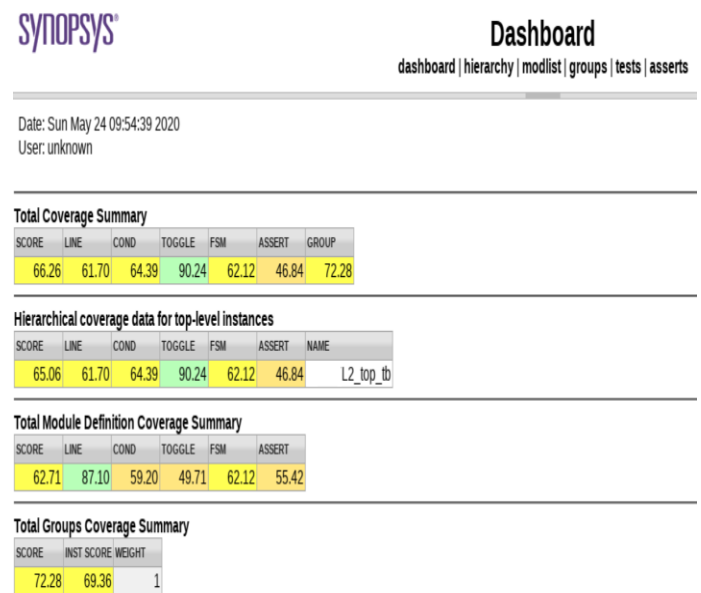 SYNOPSYS®
Dashboard
dashboard | hierarchy | modlist | groups | tests | asserts
Date: Sun May 24 09:54:39 2020
User: unknown
Total Coverage Summary
SCORE LINE COND TOGGLE FSM ASSERT GROUP
66.26 61.70 64.39 90.24 62.12 46.84 72.28
Hierarchical coverage data for top-level instances
SCORE LINE COND TOGGLE FSM ASSERT NAME
65.06 61.70 64.39 90.24 62.12 46.84 L2_top_tb
Total Module Definition Coverage Summary
SCORE LINE COND TOGGLE FSM ASSERT
62.71 87.10 59.20 49.71 62.12 55.42
Total Groups Coverage Summary
SCORE INST SCORE WEIGHT
72.28 69.36 1